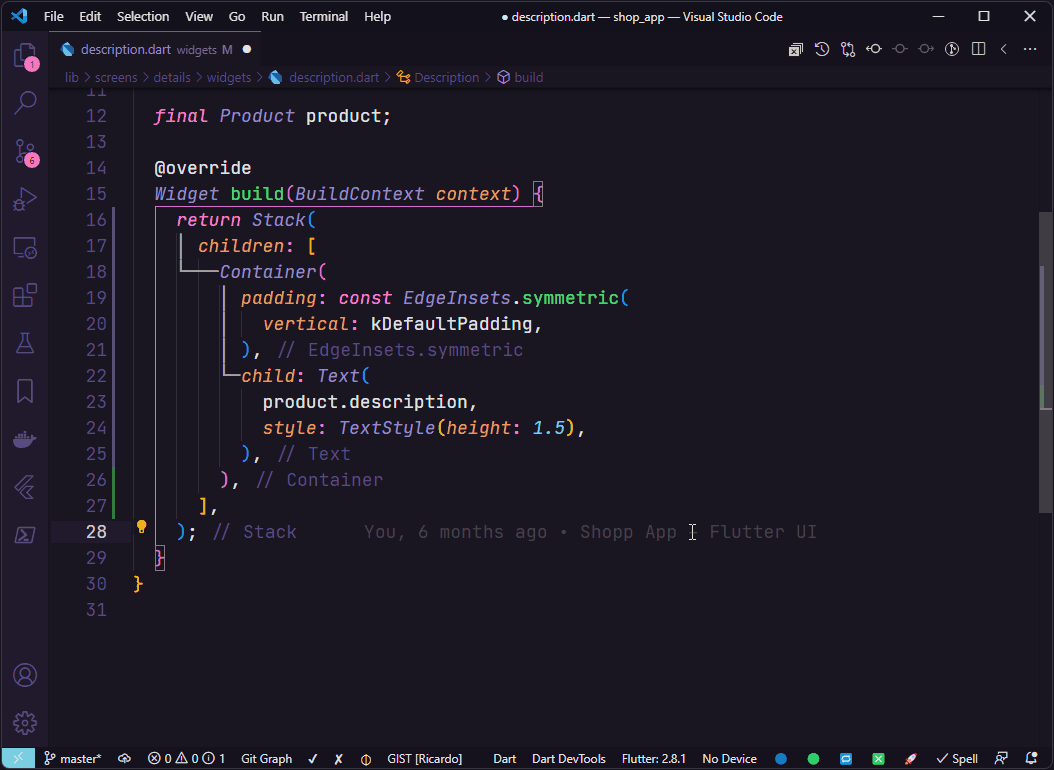 File Edit Selection View Go Run Terminal Help
● description.dart — shop_app — Visual Studio Code
description.dart widgets M ●
lib > screens > details > widgets > description.dart > Description > build
1
6
11
12 final Product product;
13
14 @override
15 Widget build(BuildContext context) {
16 return Stack(
17 children: [
18 Container(
19 padding: const EdgeInsets.symmetric(
20 vertical: kDefaultPadding,
21 ), // EdgeInsets.symmetric
22 child: Text(
23 product.description,
24 style: TextStyle(height: 1.5),
25 ), // Text
26 ), // Container
27 ],
28 ); // Stack You, 6 months ago • Shopp App - Flutter UI
29 }
30 }
31
master* 0 0 1 Git Graph ✓ ✗ GIST [Ricardo] Dart Dart DevTools Flutter: 2.8.1 No Device Spell